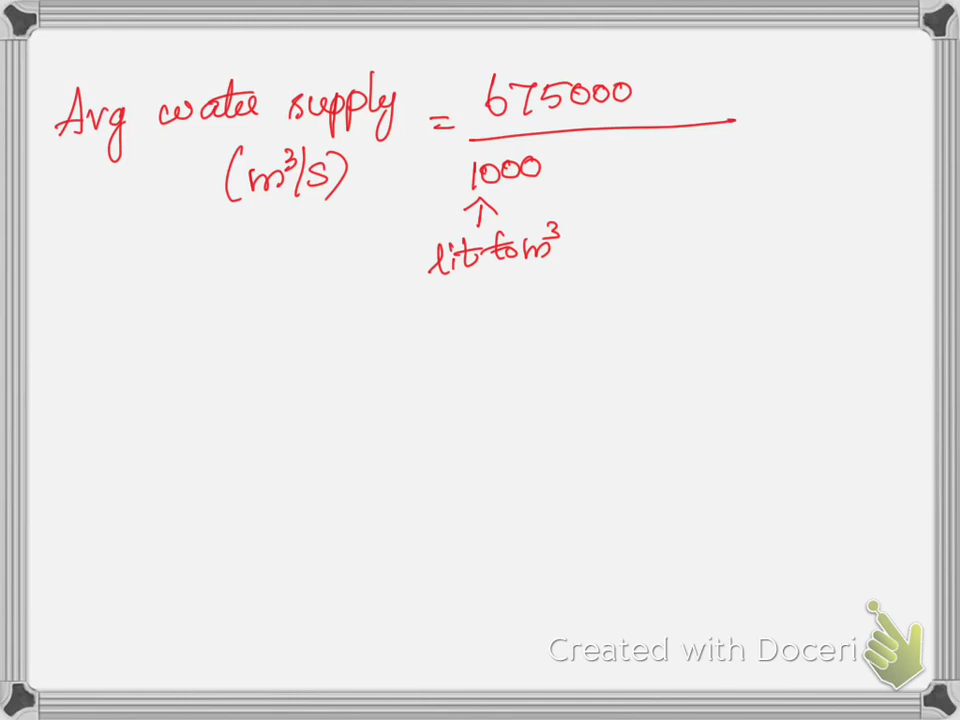 Avg water supply = 675000
(m³/s) 1000
↑
lit to m³
Created with Doceri